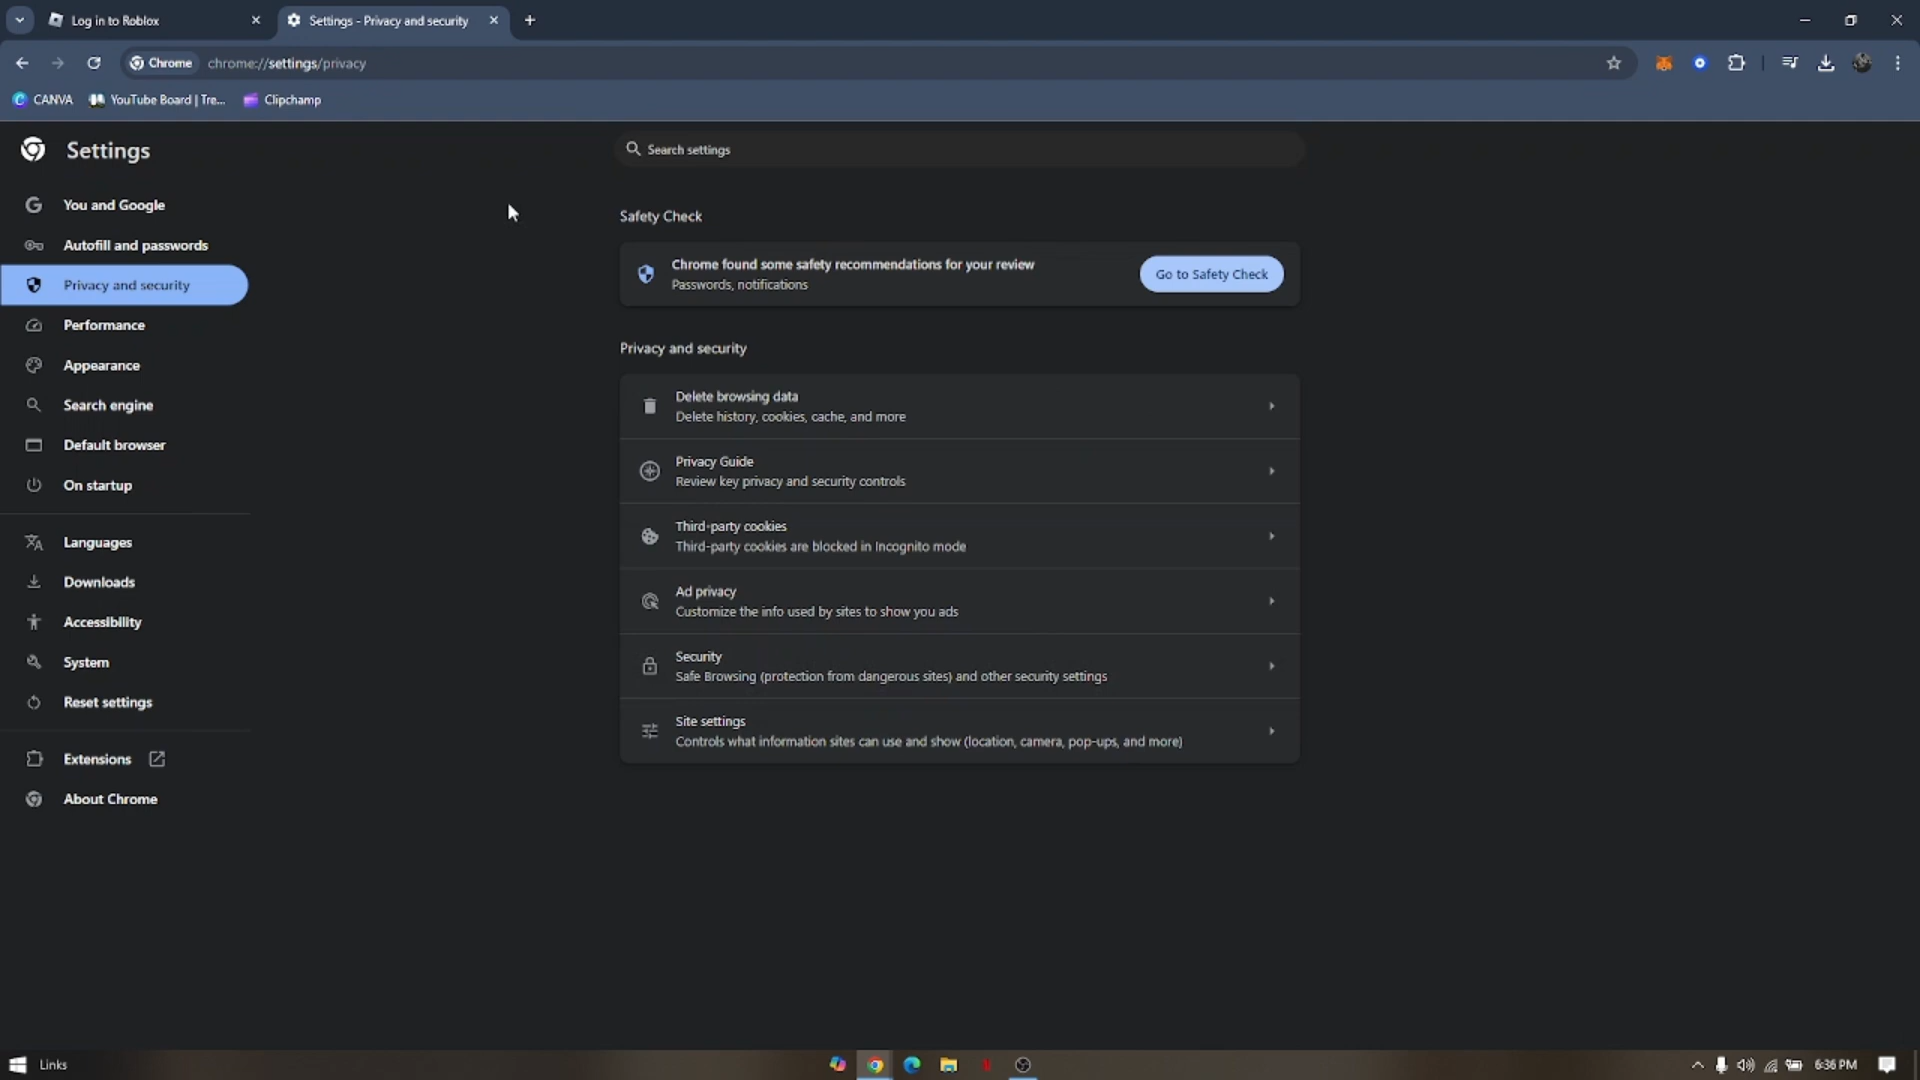 Log in to Roblox
Settings - Privacy and security
Chrome
chrome://settings/privacy
CANVA
YouTube Board | Tre...
Clipchamp
Settings
Search settings
You and Google
Autofill and passwords
Privacy and security
Performance
Appearance
Search engine
Default browser
On startup
Languages
Downloads
Accessibility
System
Reset settings
Extensions
About Chrome
Safety Check
Chrome found some safety recommendations for your review
Passwords, notifications
Go to Safety Check
Privacy and security
Delete browsing data
Delete history, cookies, cache, and more
Privacy Guide
Review key privacy and security controls
Third-party cookies
Third-party cookies are blocked in Incognito mode
Ad privacy
Customize the info used by sites to show you ads
Security
Safe Browsing (protection from dangerous sites) and other security settings
Site settings
Controls what information sites can use and show (location, camera, pop-ups, and more)
Links
6:36 PM